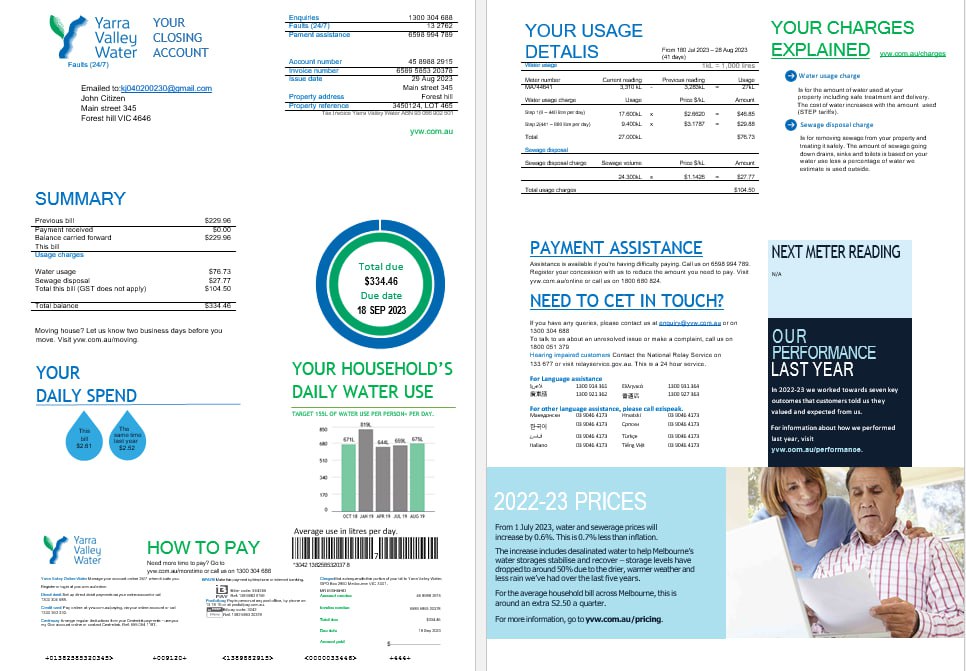 Yarra
Valley
Water
Faults (24/7)
YOUR
CLOSING
ACCOUNT
Enquiries 1300 304 688
Faults (24/7) 13 2762
Pament assistance 6598 994 789
Account number 45 8988 2915
Invoice number 6589 5853 20378
Issue date 29 Aug 2023
Main street 345
Property address Forest hill
Property reference 3450124, LOT 465
Tax Invoice Yarra Valley Water ABN 93 066 902 501
yvw.com.au
Emailed to:kj040200230@gmail.com
John Citizen
Main street 345
Forest hill VIC 4646
SUMMARY
Previous bill $229.96
Payment received $0.00
Balance carried forward $229.96
This bill
Usage charges
Water usage $76.73
Sewage disposal $27.77
Total this bill (GST does not apply) $104.50
Total balance $334.46
Moving house? Let us know two business days before you
move. Visit yvw.com.au/moving.
Total due
$334.46
Due date
18 SEP 2023
YOUR
DAILY SPEND
This
bill
$2.61
The
same time
last year
$2.52
YOUR HOUSEHOLD'S
DAILY WATER USE
TARGET 155L OF WATER USE PER PERSON PER DAY.
850
680
510
340
170
0
671L
819L
644L
659L
675L
OCT 18 JAN 19 APR 19 JUL 19 AUG 19
Average use in litres per day.
Yarra
Valley
Water
HOW TO PAY
Need more time to pay? Go to
yvw.com.au/moretime or call us on 1300 304 688
7
*3042 138258532037 8
Account number 45 8988 2915
Invoice number
Total due $334.46
Due date 18 Sep 2023
Amount paid $
+01382585320345> +009120+ <1389882915> <0000033446> +444+
YOUR USAGE
DETALIS
From 180 Jul 2023 – 28 Aug 2023
(41 days)
Water usage 1kL = 1,000 litres
Meter number Current reading Previous reading Usage
MA744641 3,310 kL - 3,283kL = 27kL
Water usage charge Usage Price $/kL Amount
17.600kL x $2.6620 = $46.85
9.400kL x $3.1787 = $29.88
Total 27.000kL $76.73
Sewage disposal
Sewage disposal charge Sewage volume Price $/kL Amount
24.300kL x $1.1428 = $27.77
Total usage charges $104.50
YOUR CHARGES
EXPLAINED yvw.com.au/charges
Water usage charge
Is for the amount of water used at your
property including safe treatment and delivery.
The cost of water increases with the amount used
(STEP tariffs).
Sewage disposal charge
Is for removing sewage from your property and
treating it safely. The amount of sewage going
down drains, sinks and toilets is based on your
water use less a percentage of water we
estimate is used outside.
PAYMENT ASSISTANCE
Assistance is available if you're having difficulty paying. Call us on 6598 994 789.
Register your concession with us to reduce the amount you need to pay. Visit
yvw.com.au/online or call us on 1800 680 824.
NEED TO CET IN TOUCH?
If you have any queries, please contact us at enquiry@yvw.com.au or on
1300 304 688
To talk to us about an unresolved issue or make a complaint, call us on
1800 051 379
Hearing impaired customers Contact the National Relay Service on
133 677 or visit relayservice.gov.au. This is a 24 hour service.
For Language assistance
1300 914 361 Ελληνικά 1300 931 364
廣東話 1300 921 362 普通话 1300 927 363
For other language assistance, please call ezispeak.
Македонски 03 9046 4173 Hrvatski 03 9046 4173
한국어 03 9046 4173 Српски 03 9046 4173
فارسی 03 9046 4173 Türkçe 03 9046 4173
Italiano 03 9046 4173 Tiếng Việt 03 9046 4173
NEXT METER READING
N/A
OUR
PERFORMANCE
LAST YEAR
In 2022-23 we worked towards seven key
outcomes that customers told us they
valued and expected from us.
For information about how we performed
last year, visit
yvw.com.au/performance.
2022-23 PRICES
From 1 July 2023, water and sewerage prices will
increase by 0.6%. This is 0.7% less than inflation.
The increase includes desalinated water to help Melbourne's
water storages stabilise and recover – storage levels have
dropped to around 50% due to the drier, warmer weather and
less rain we've had over the last five years.
For the average household bill across Melbourne, this is
around an extra S2.50 a quarter.
For more information, go to yvw.com.au/pricing.